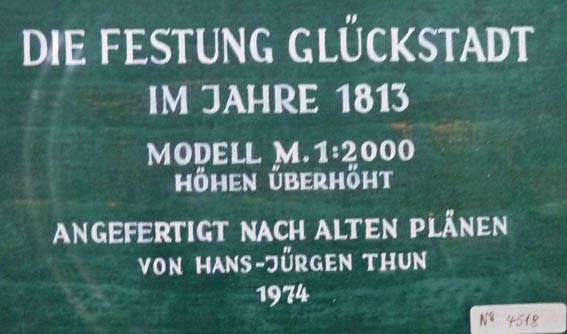 DIE FESTUNG GLÜCKSTADT
IM JAHRE 1813
MODELL M. 1:2000
HÖHEN ÜBERHÖHT
ANGEFERTIGT NACH ALTEN PLÄNEN
VON HANS-JÜRGEN THUN
1974
No 4518